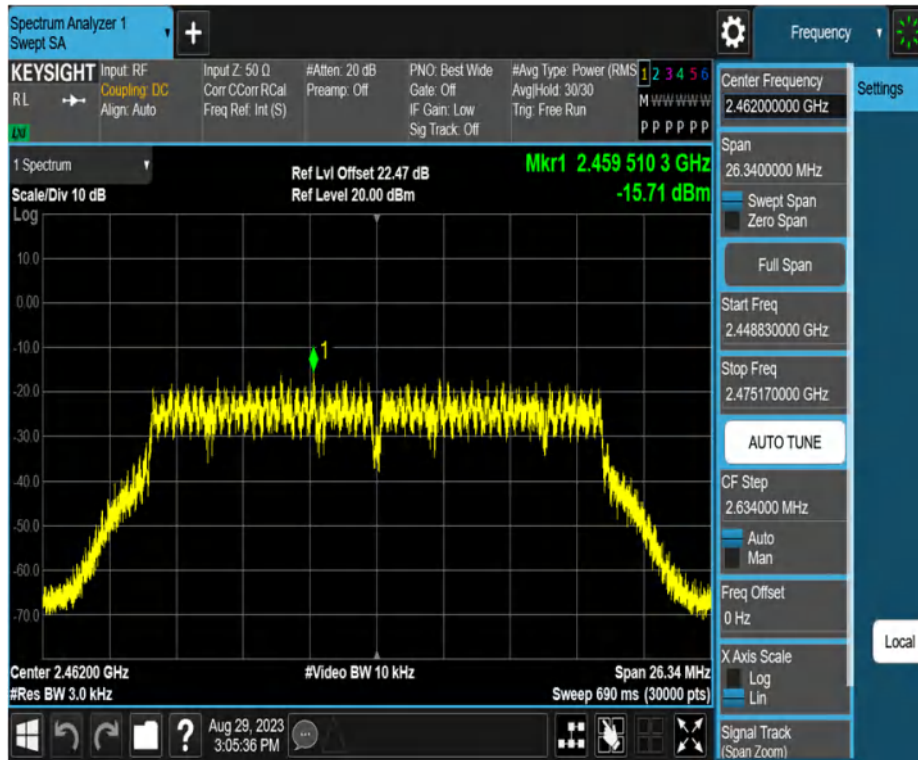 Spectrum Analyzer 1
Swept SA
+
Frequency
KEYSIGHT
RL
LXI
Input: RF
Coupling: DC
Align: Auto
Input Z: 50 Ω
Corr CCorr RCal
Freq Ref: Int (S)
#Atten: 20 dB
Preamp: Off
PNO: Best Wide
Gate: Off
IF Gain: Low
Sig Track: Off
#Avg Type: Power (RMS
Avg|Hold: 30/30
Trig: Free Run
1 2 3 4 5 6
M W W W W W
P P P P P P
1 Spectrum
Scale/Div 10 dB
Log
Ref Lvl Offset 22.47 dB
Ref Level 20.00 dBm
Mkr1 2.459 510 3 GHz
-15.71 dBm
10.0
0.00
-10.0
1
-20.0
-30.0
-40.0
-50.0
-60.0
-70.0
Center 2.46200 GHz
#Res BW 3.0 kHz
#Video BW 10 kHz
Span 26.34 MHz
Sweep 690 ms (30000 pts)
Center Frequency
2.462000000 GHz
Settings
Span
26.3400000 MHz
Swept Span
Zero Span
Full Span
Start Freq
2.448830000 GHz
Stop Freq
2.475170000 GHz
AUTO TUNE
CF Step
2.634000 MHz
Auto
Man
Freq Offset
0 Hz
Local
X Axis Scale
Log
Lin
Signal Track
(Span Zoom)
?
Aug 29, 2023
3:05:36 PM